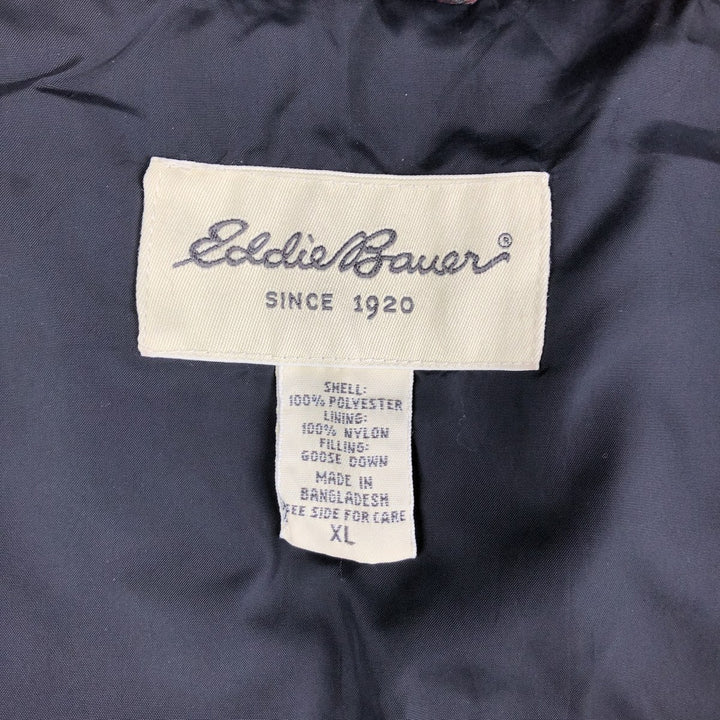 Eddie Bauer®
SINCE 1920
SHELL:
100% POLYESTER
LINING:
100% NYLON
FILLING:
GOOSE DOWN
MADE IN
BANGLADESH
SEE SIDE FOR CARE
XL